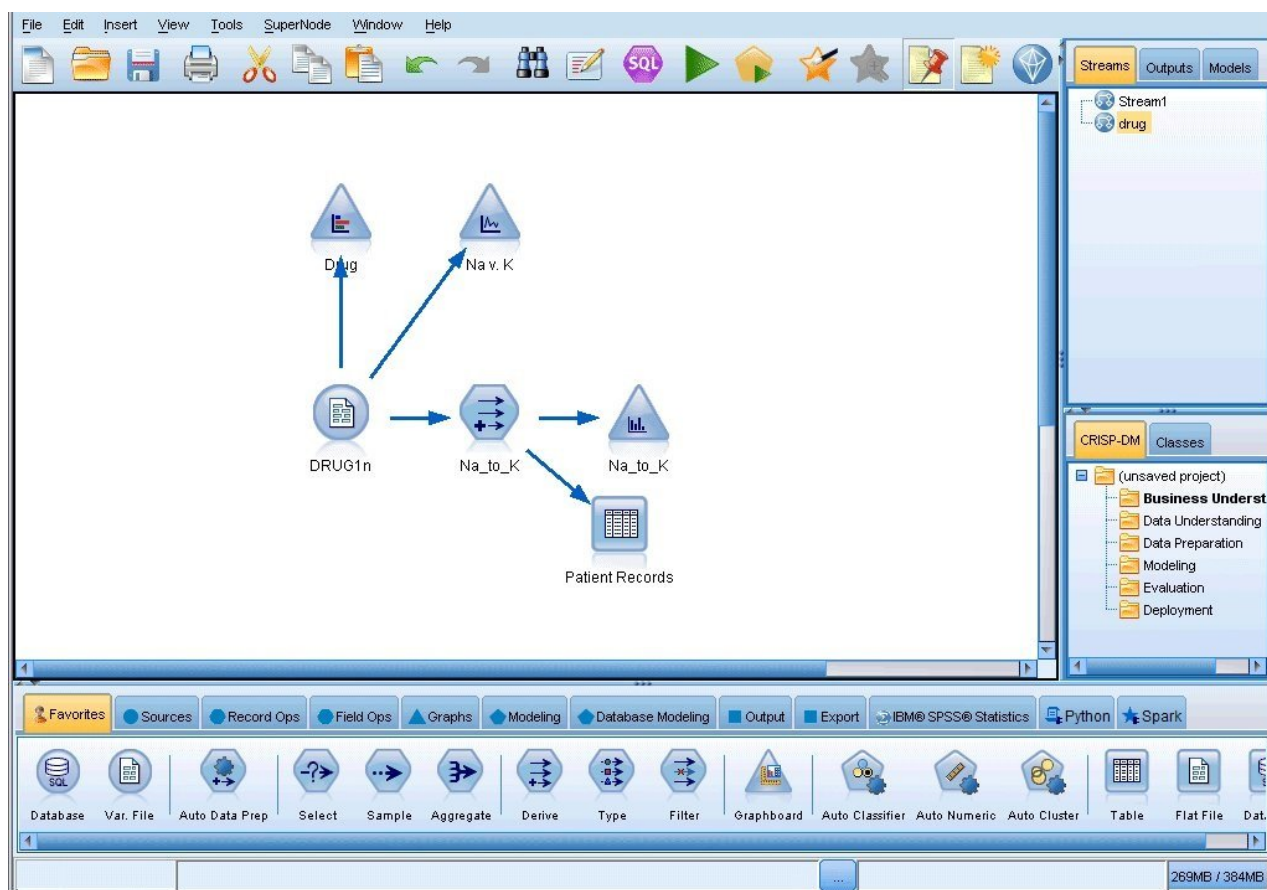 File Edit Insert View Tools SuperNode Window Help
SQL
Streams Outputs Models
Stream1
drug
Drug Na v. K
DRUG1n Na_to_K Na_to_K
Patient Records
CRISP-DM Classes
(unsaved project)
Business Underst
Data Understanding
Data Preparation
Modeling
Evaluation
Deployment
Favorites Sources Record Ops Field Ops Graphs Modeling Database Modeling Output Export IBM® SPSS® Statistics Python Spark
SQL
Database Var. File Auto Data Prep Select Sample Aggregate Derive Type Filter Graphboard Auto Classifier Auto Numeric Auto Cluster Table Flat File Dat.
... 269MB / 384MB